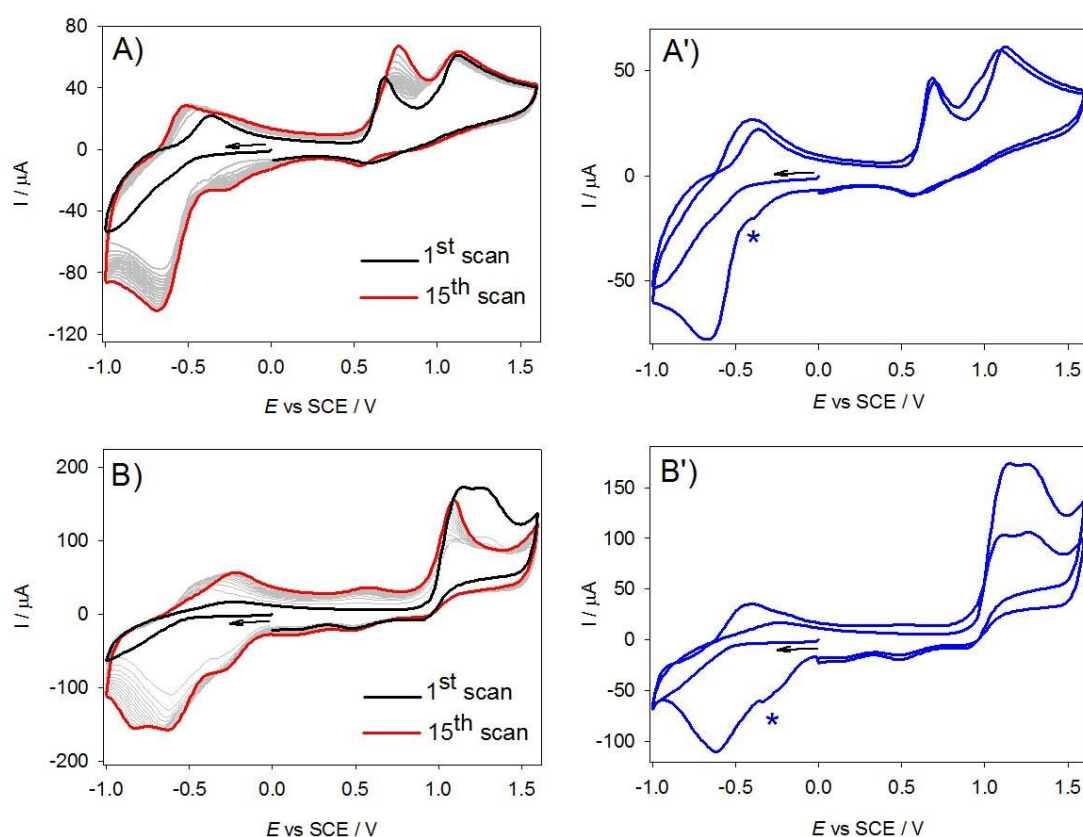 A)
80
40
0
-40
-80
-120
I / µA
1st scan
15th scan
-1.0 -0.5 0.0 0.5 1.0 1.5
E vs SCE / V
A')
50
0
-50
I / µA
*
-1.0 -0.5 0.0 0.5 1.0 1.5
E vs SCE / V
B)
200
100
0
-100
-200
I / µA
1st scan
15th scan
-1.0 -0.5 0.0 0.5 1.0 1.5
E vs SCE / V
B')
150
100
50
0
-50
-100
I / µA
*
-1.0 -0.5 0.0 0.5 1.0 1.5
E vs SCE / V